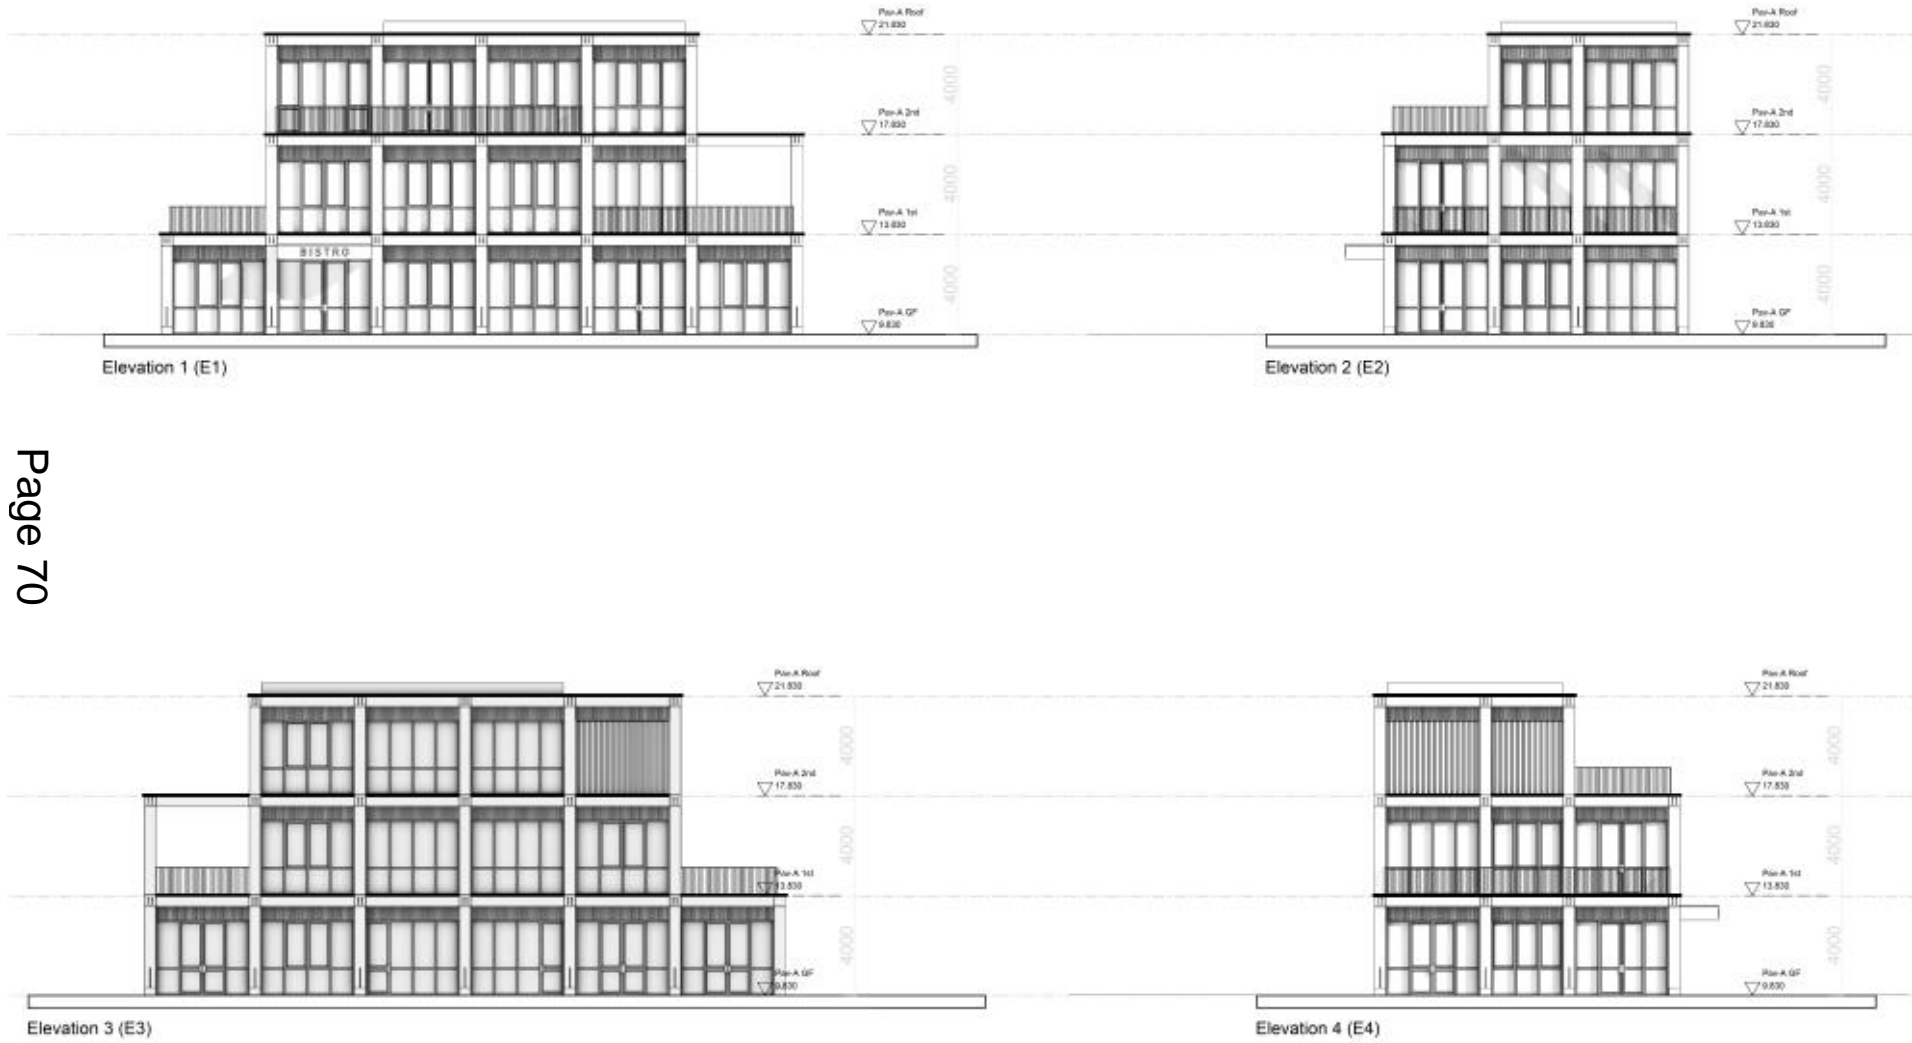 Pav-A Roof
21.830
4000
Pav-A 2nd
17.830
4000
Pav-A 1st
13.830
4000
Pav-A GF
9.830
BISTRO
Elevation 1 (E1)
Pav-A Roof
21.830
4000
Pav-A 2nd
17.830
4000
Pav-A 1st
13.830
4000
Pav-A GF
9.830
Elevation 2 (E2)
Page 70
Pav-A Roof
21.830
4000
Pav-A 2nd
17.830
4000
Pav-A 1st
13.830
4000
Pav-A GF
9.830
Elevation 3 (E3)
Pav-A Roof
21.830
4000
Pav-A 2nd
17.830
4000
Pav-A 1st
13.830
4000
Pav-A GF
9.830
Elevation 4 (E4)